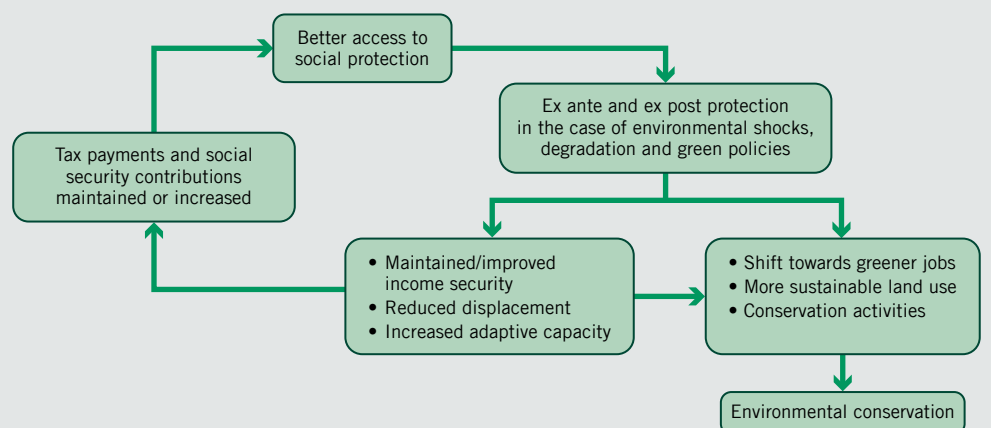 Better access to
social protection
Ex ante and ex post protection
in the case of environmental shocks,
degradation and green policies
Tax payments and social
security contributions
maintained or increased
• Maintained/improved
income security
• Reduced displacement
• Increased adaptive capacity
• Shift towards greener jobs
• More sustainable land use
• Conservation activities
Environmental conservation